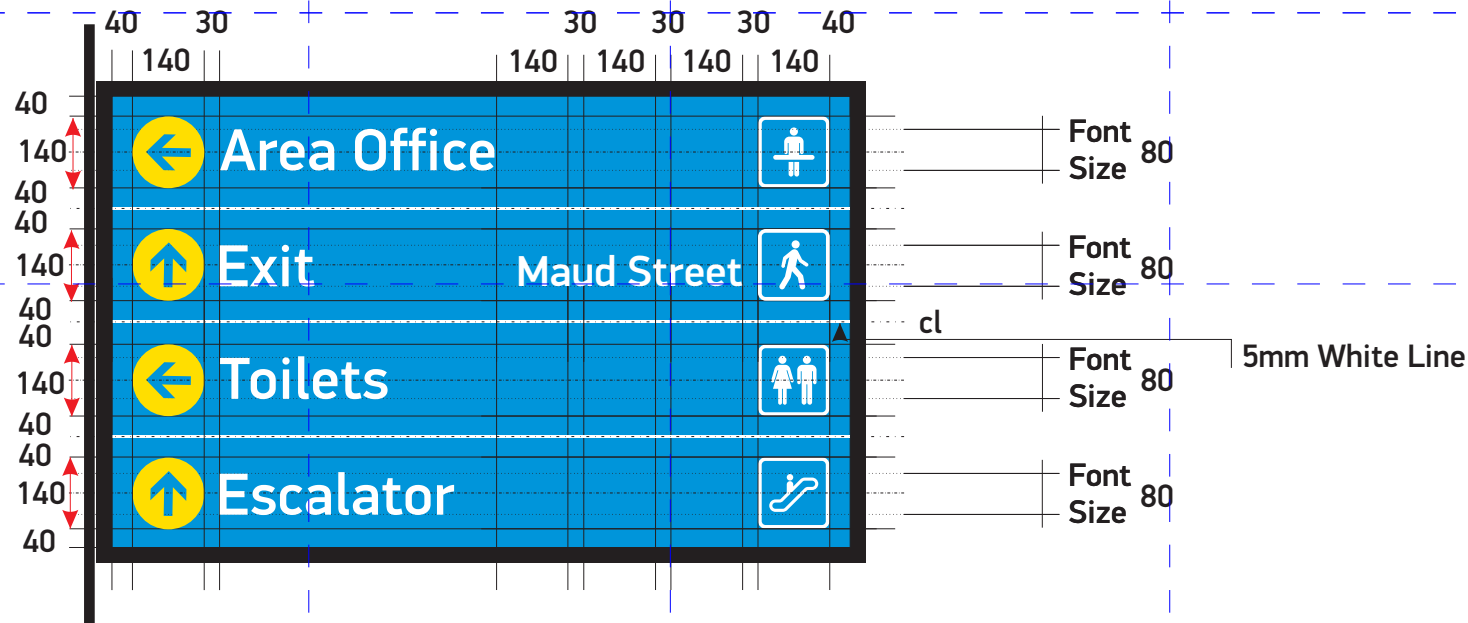 40 30 30 30 30 40
140 140 140 140 140
40
140
40
Area Office
Font
Size 80
40
140
40
Exit Maud Street
Font
Size 80
cl
5mm White Line
40
140
40
Toilets
Font
Size 80
40
140
40
Escalator
Font
Size 80